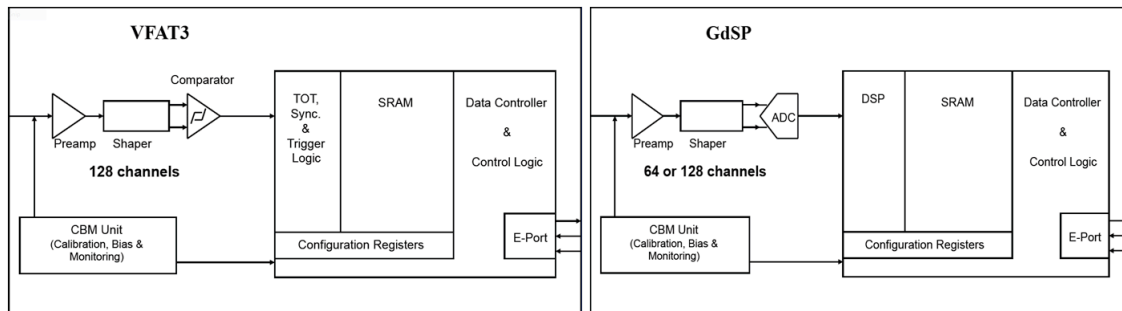 VFAT3
Comparator
Preamp
Shaper
128 channels
TOT,
Sync.
&
Trigger
Logic
SRAM
Data Controller
&
Control Logic
CBM Unit
(Calibration, Bias &
Monitoring)
Configuration Registers
E-Port
GdSP
Preamp
Shaper
ADC
64 or 128 channels
DSP
SRAM
Data Controller
&
Control Logic
CBM Unit
(Calibration, Bias &
Monitoring)
Configuration Registers
E-Port